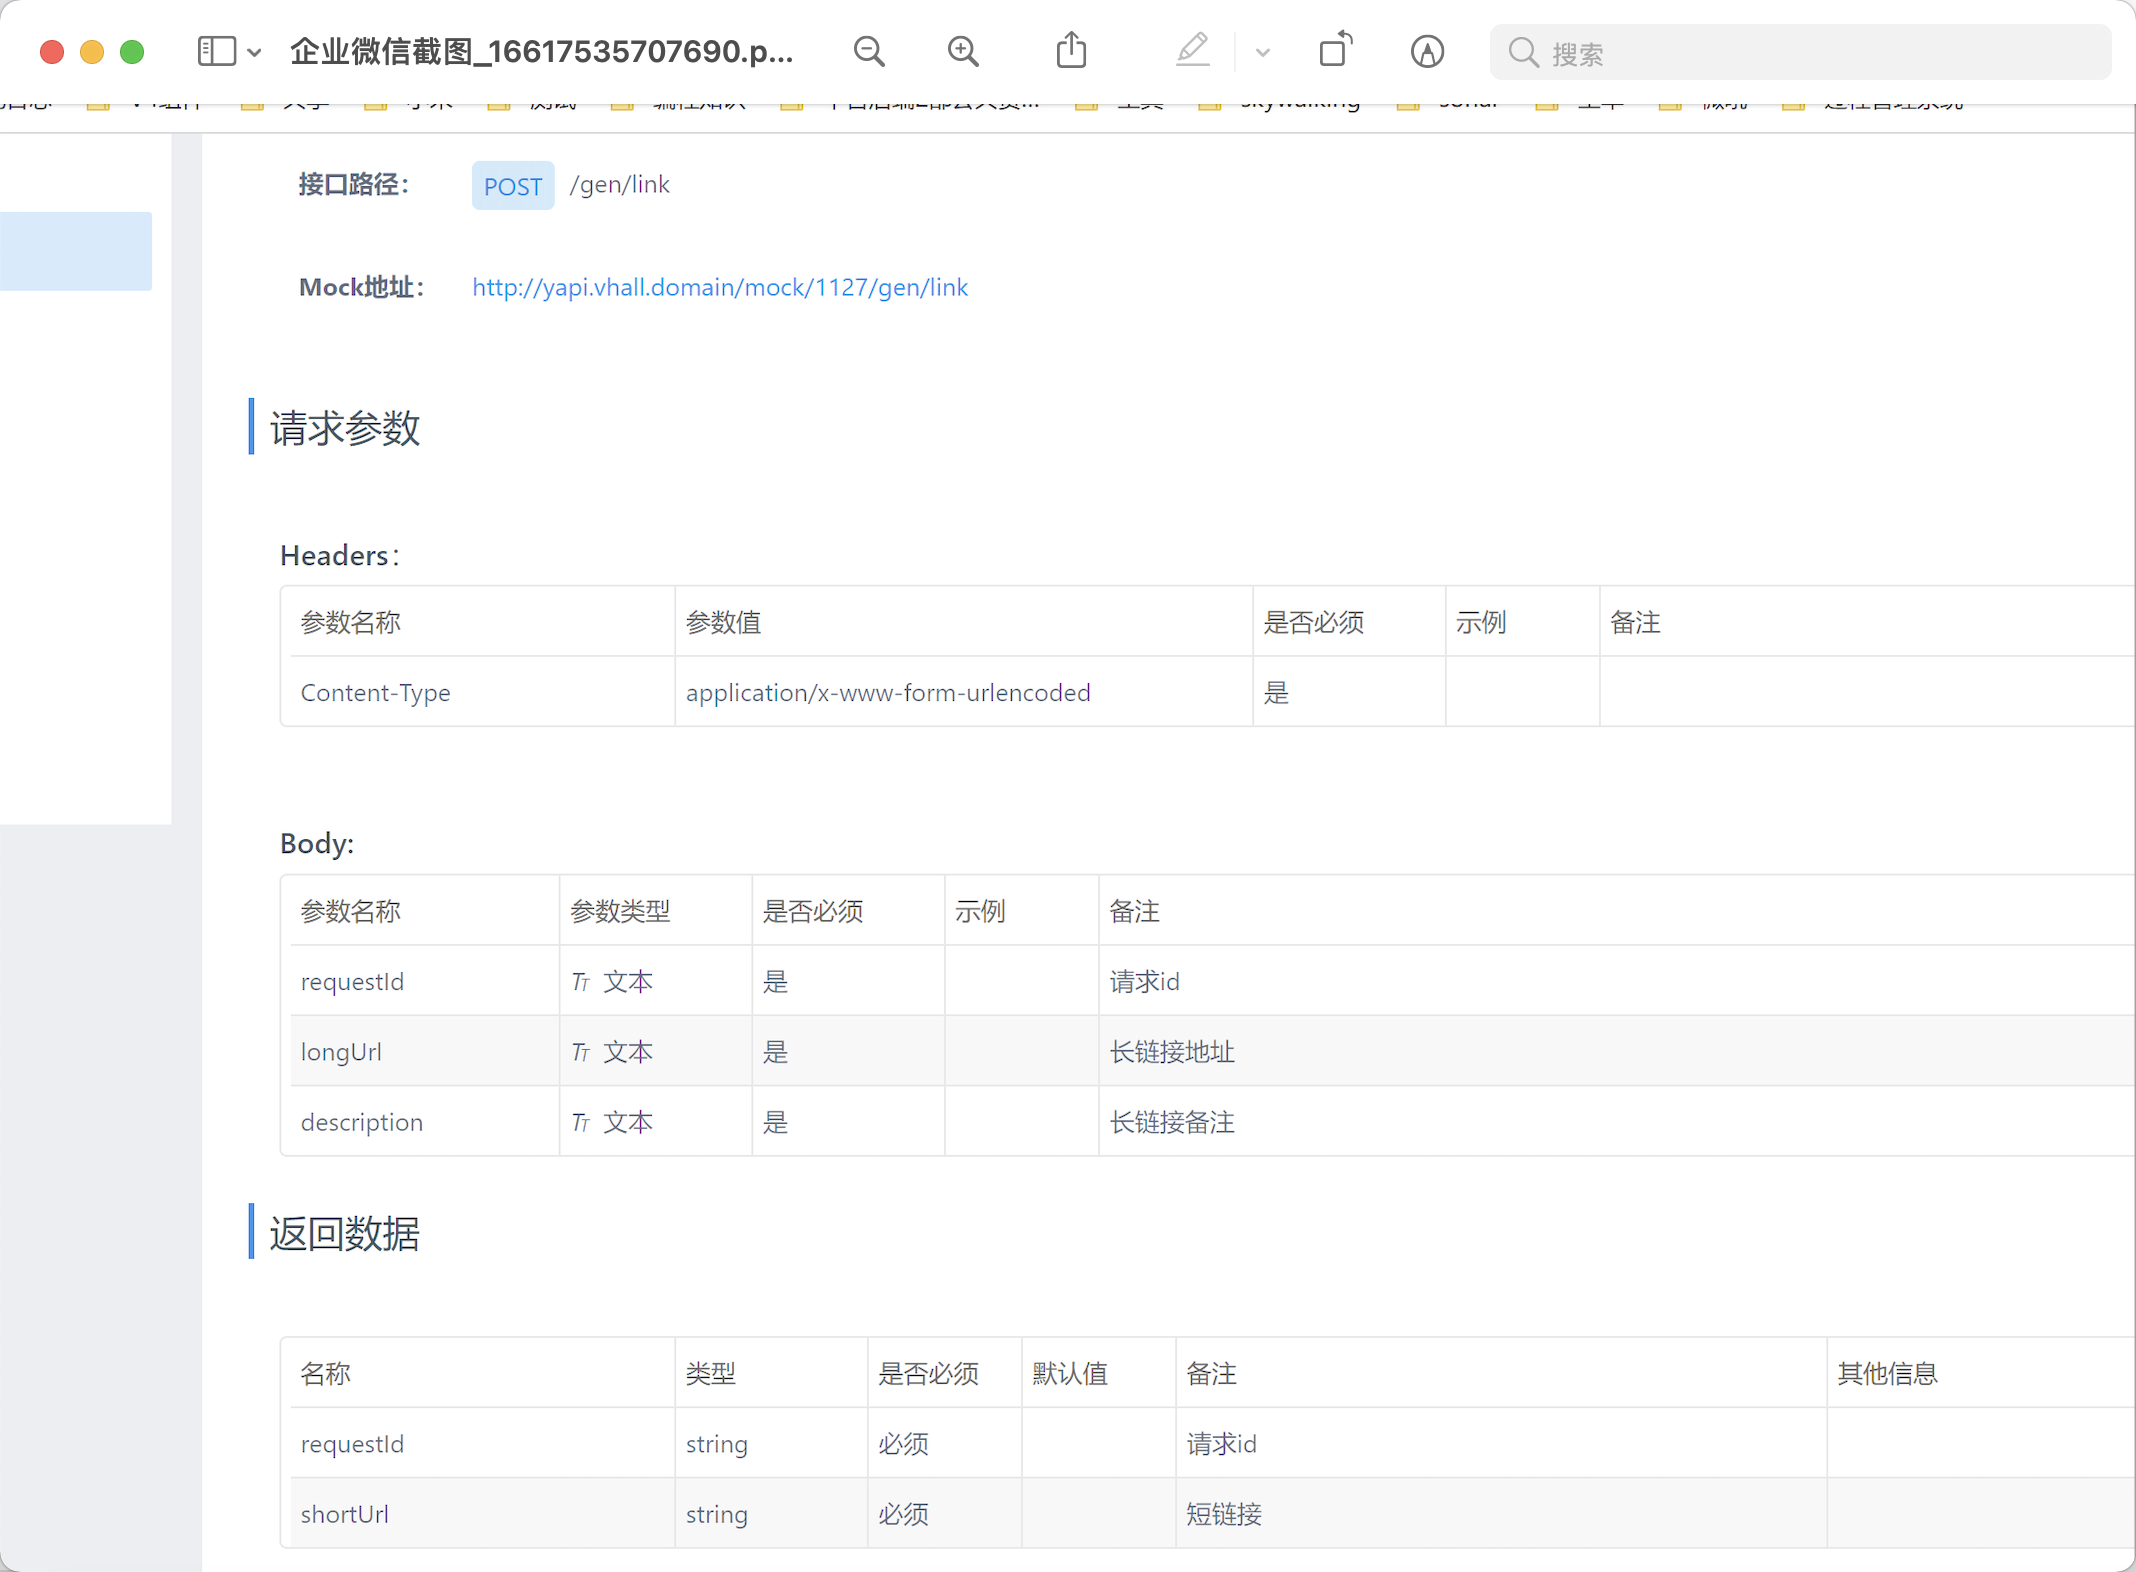 企业微信截图_16617535707690.p...
搜索
接口路径： POST /gen/link
Mock地址： http://yapi.vhall.domain/mock/1127/gen/link
请求参数
Headers：
参数名称 参数值 是否必须 示例 备注
Content-Type application/x-www-form-urlencoded 是
Body:
参数名称 参数类型 是否必须 示例 备注
requestId 文本 是 请求id
longUrl 文本 是 长链接地址
description 文本 是 长链接备注
返回数据
名称 类型 是否必须 默认值 备注 其他信息
requestId string 必须 请求id
shortUrl string 必须 短链接